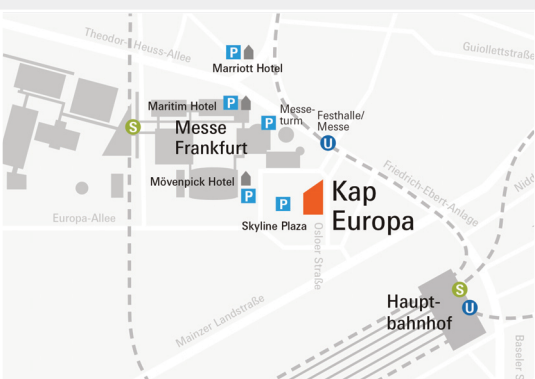 Theodor-Heuss-Allee
Guiollettstraße
P
Marriott Hotel
Maritim Hotel
P
Messe-
turm
P
Festhalle/
Messe
S
Messe
Frankfurt
U
Friedrich-Ebert-Anlage
Mövenpick Hotel
P
P
Kap
Europa
Europa-Allee
Skyline Plaza
Osloer Straße
Mainzer Landstraße
Haupt-
bahnhof
S
U